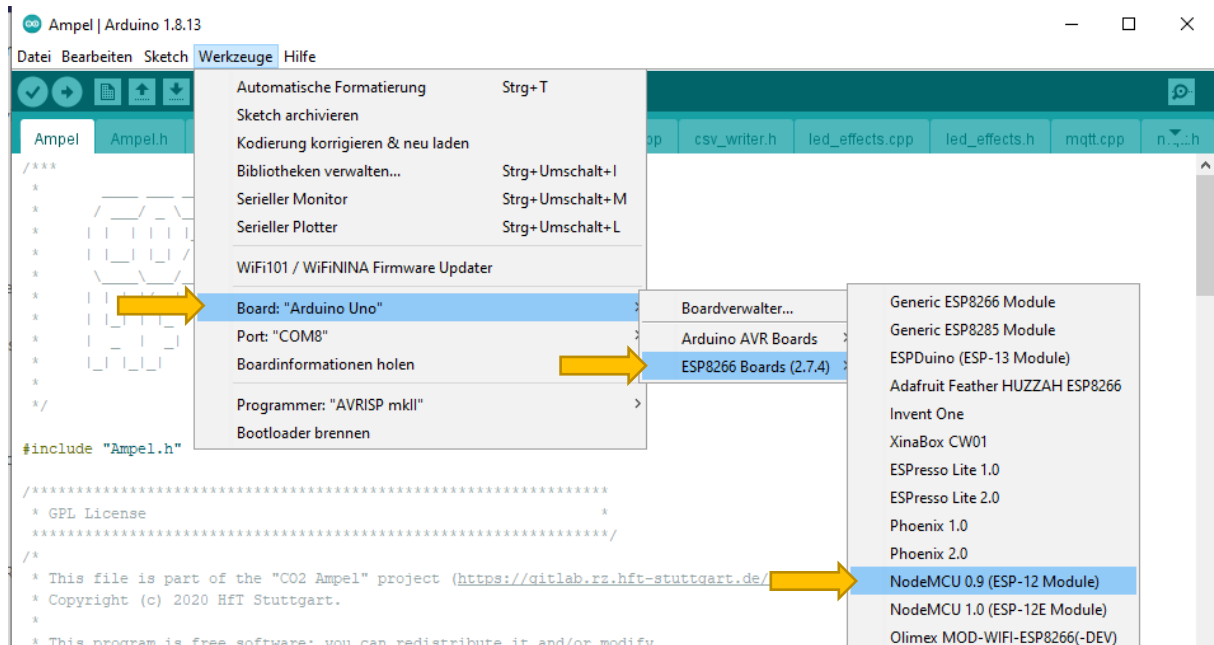 Ampel | Arduino 1.8.13
Datei Bearbeiten Sketch Werkzeuge Hilfe
Automatische Formatierung Strg+T
Sketch archivieren
Kodierung korrigieren & neu laden
Bibliotheken verwalten... Strg+Umschalt+I
Serieller Monitor Strg+Umschalt+M
Serieller Plotter Strg+Umschalt+L
WiFi101 / WiFiNINA Firmware Updater
Board: "Arduino Uno"
Port: "COM8"
Boardinformationen holen
Programmer: "AVRISP mkII"
Bootloader brennen
Boardverwalter...
Arduino AVR Boards
ESP8266 Boards (2.7.4)
Generic ESP8266 Module
Generic ESP8285 Module
ESPDuino (ESP-13 Module)
Adafruit Feather HUZZAH ESP8266
Invent One
XinaBox CW01
ESPresso Lite 1.0
ESPresso Lite 2.0
Phoenix 1.0
Phoenix 2.0
NodeMCU 0.9 (ESP-12 Module)
NodeMCU 1.0 (ESP-12E Module)
Olimex MOD-WIFI-ESP8266(-DEV)
Ampel Ampel.h csv_writer.h led_effects.cpp led_effects.h mqtt.cpp
#include "Ampel.h"
* GPL License *
/*
* This file is part of the "CO2 Ampel" project (https://gitlab.rz.hft-stuttgart.de/
* Copyright (c) 2020 HfT Stuttgart.
*
* This program is free software: you can redistribute it and/or modify